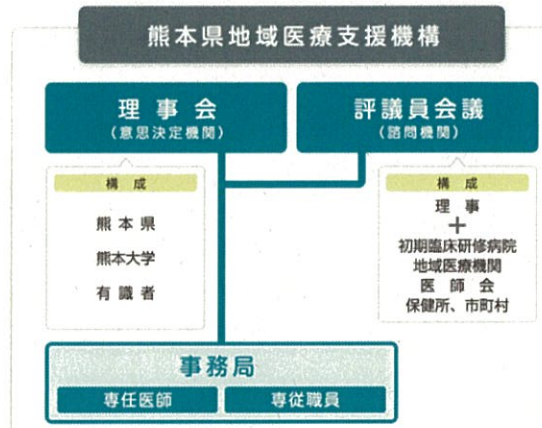 熊本県地域医療支援機構
理事会
（意思決定機関）
評議員会議
（諮問機関）
構成
熊本県
熊本大学
有識者
構成
理事
＋
初期臨床研修病院
地域医療機関
医師会
保健所、市町村
事務局
専任医師
専従職員